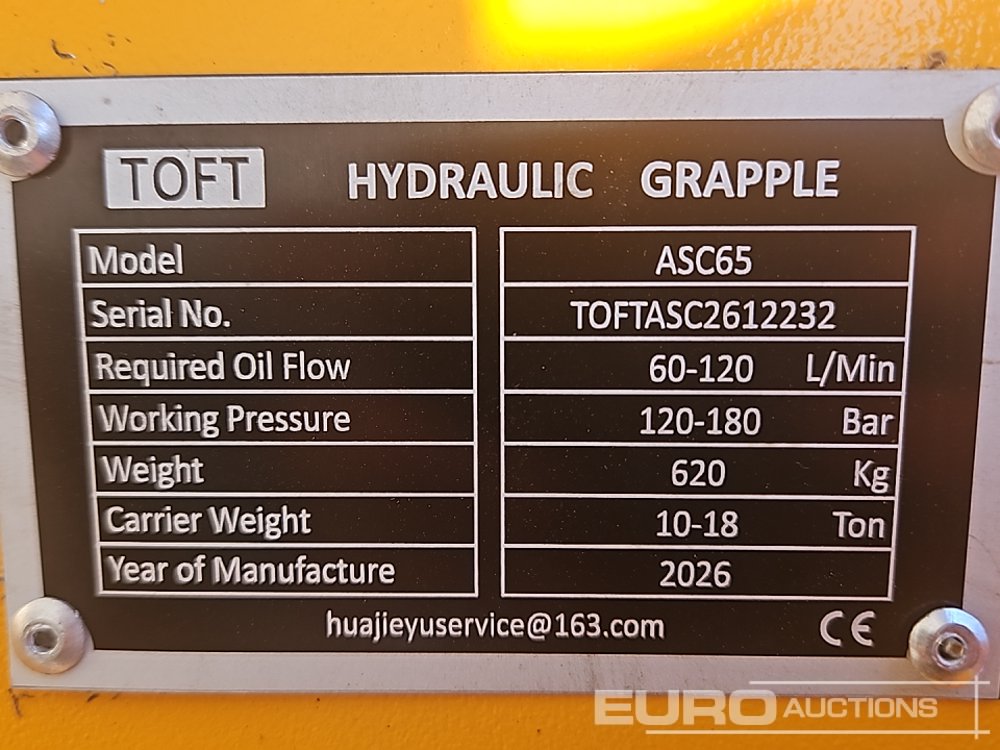 TOFT HYDRAULIC GRAPPLE
Model ASC65
Serial No. TOFTASC2612232
Required Oil Flow 60-120 L/Min
Working Pressure 120-180 Bar
Weight 620 Kg
Carrier Weight 10-18 Ton
Year of Manufacture 2026
huajieyuservice@163.com CE
EURO AUCTIONS